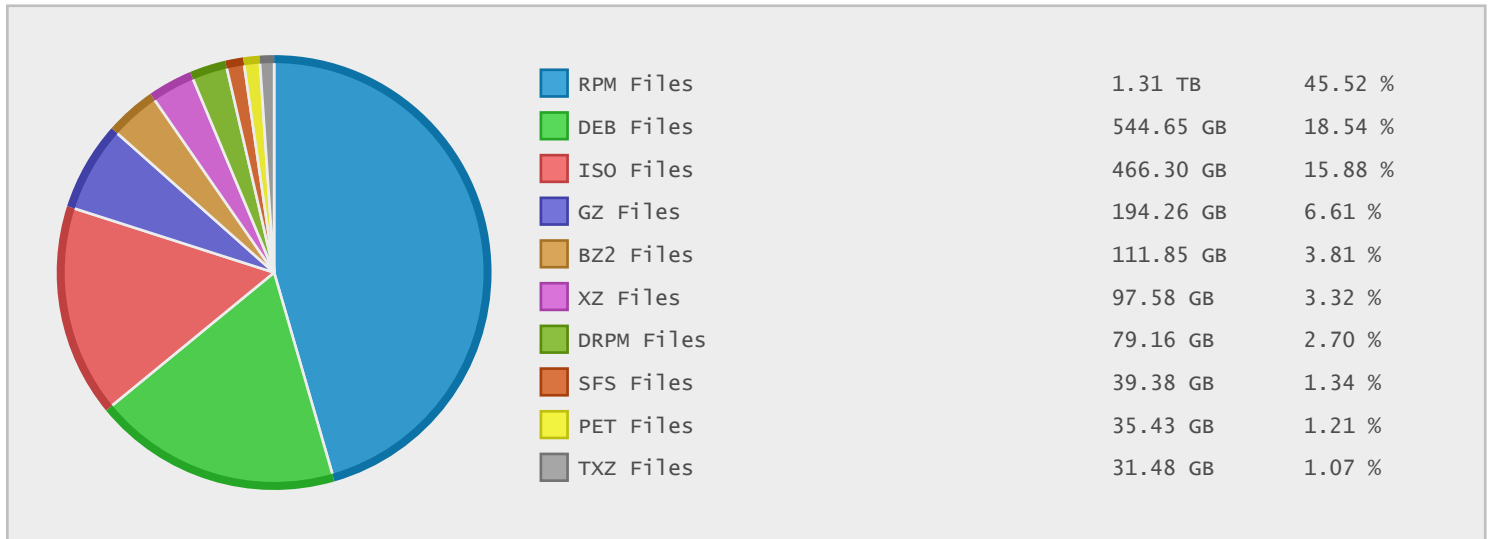 RPM Files 1.31 TB 45.52 %
DEB Files 544.65 GB 18.54 %
ISO Files 466.30 GB 15.88 %
GZ Files 194.26 GB 6.61 %
BZ2 Files 111.85 GB 3.81 %
XZ Files 97.58 GB 3.32 %
DRPM Files 79.16 GB 2.70 %
SFS Files 39.38 GB 1.34 %
PET Files 35.43 GB 1.21 %
TXZ Files 31.48 GB 1.07 %